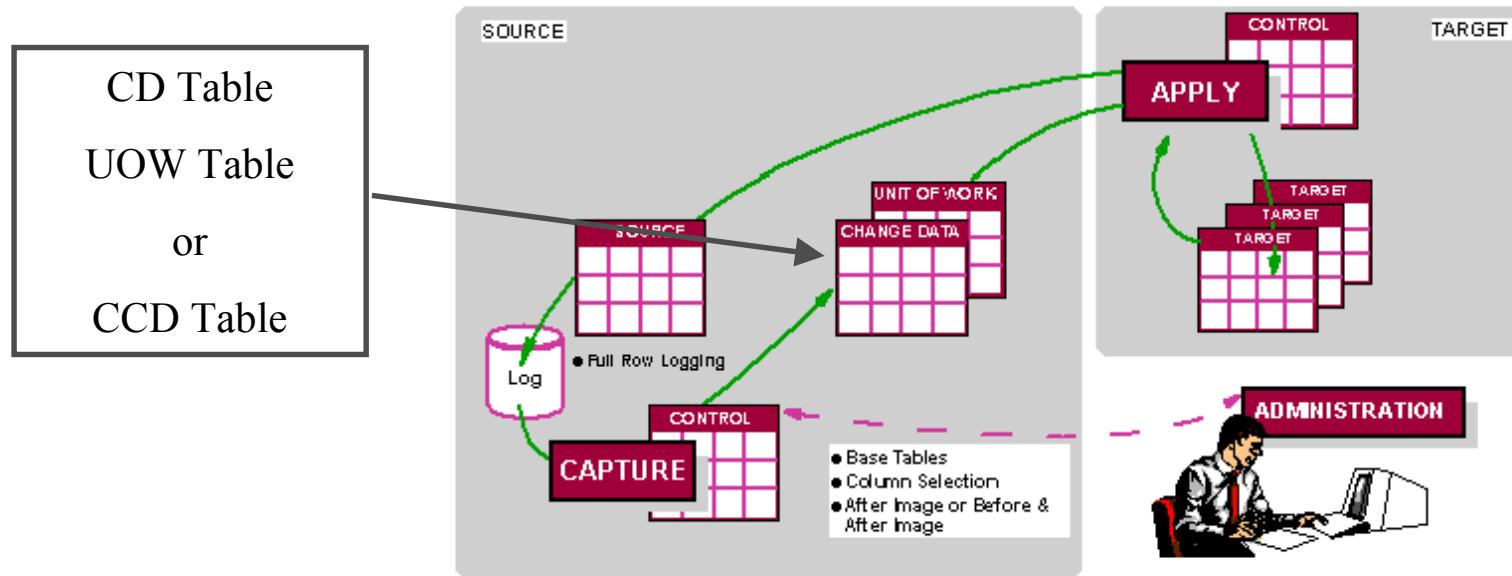 CD Table
UOW Table
or
CCD Table
SOURCE
SOURCE
Log
● Full Row Logging
CAPTURE
CONTROL
UNIT OF WORK
CHANGE DATA
● Base Tables
● Column Selection
● After Image or Before &
After Image
TARGET
CONTROL
APPLY
TARGET
TARGET
TARGET
ADMINISTRATION